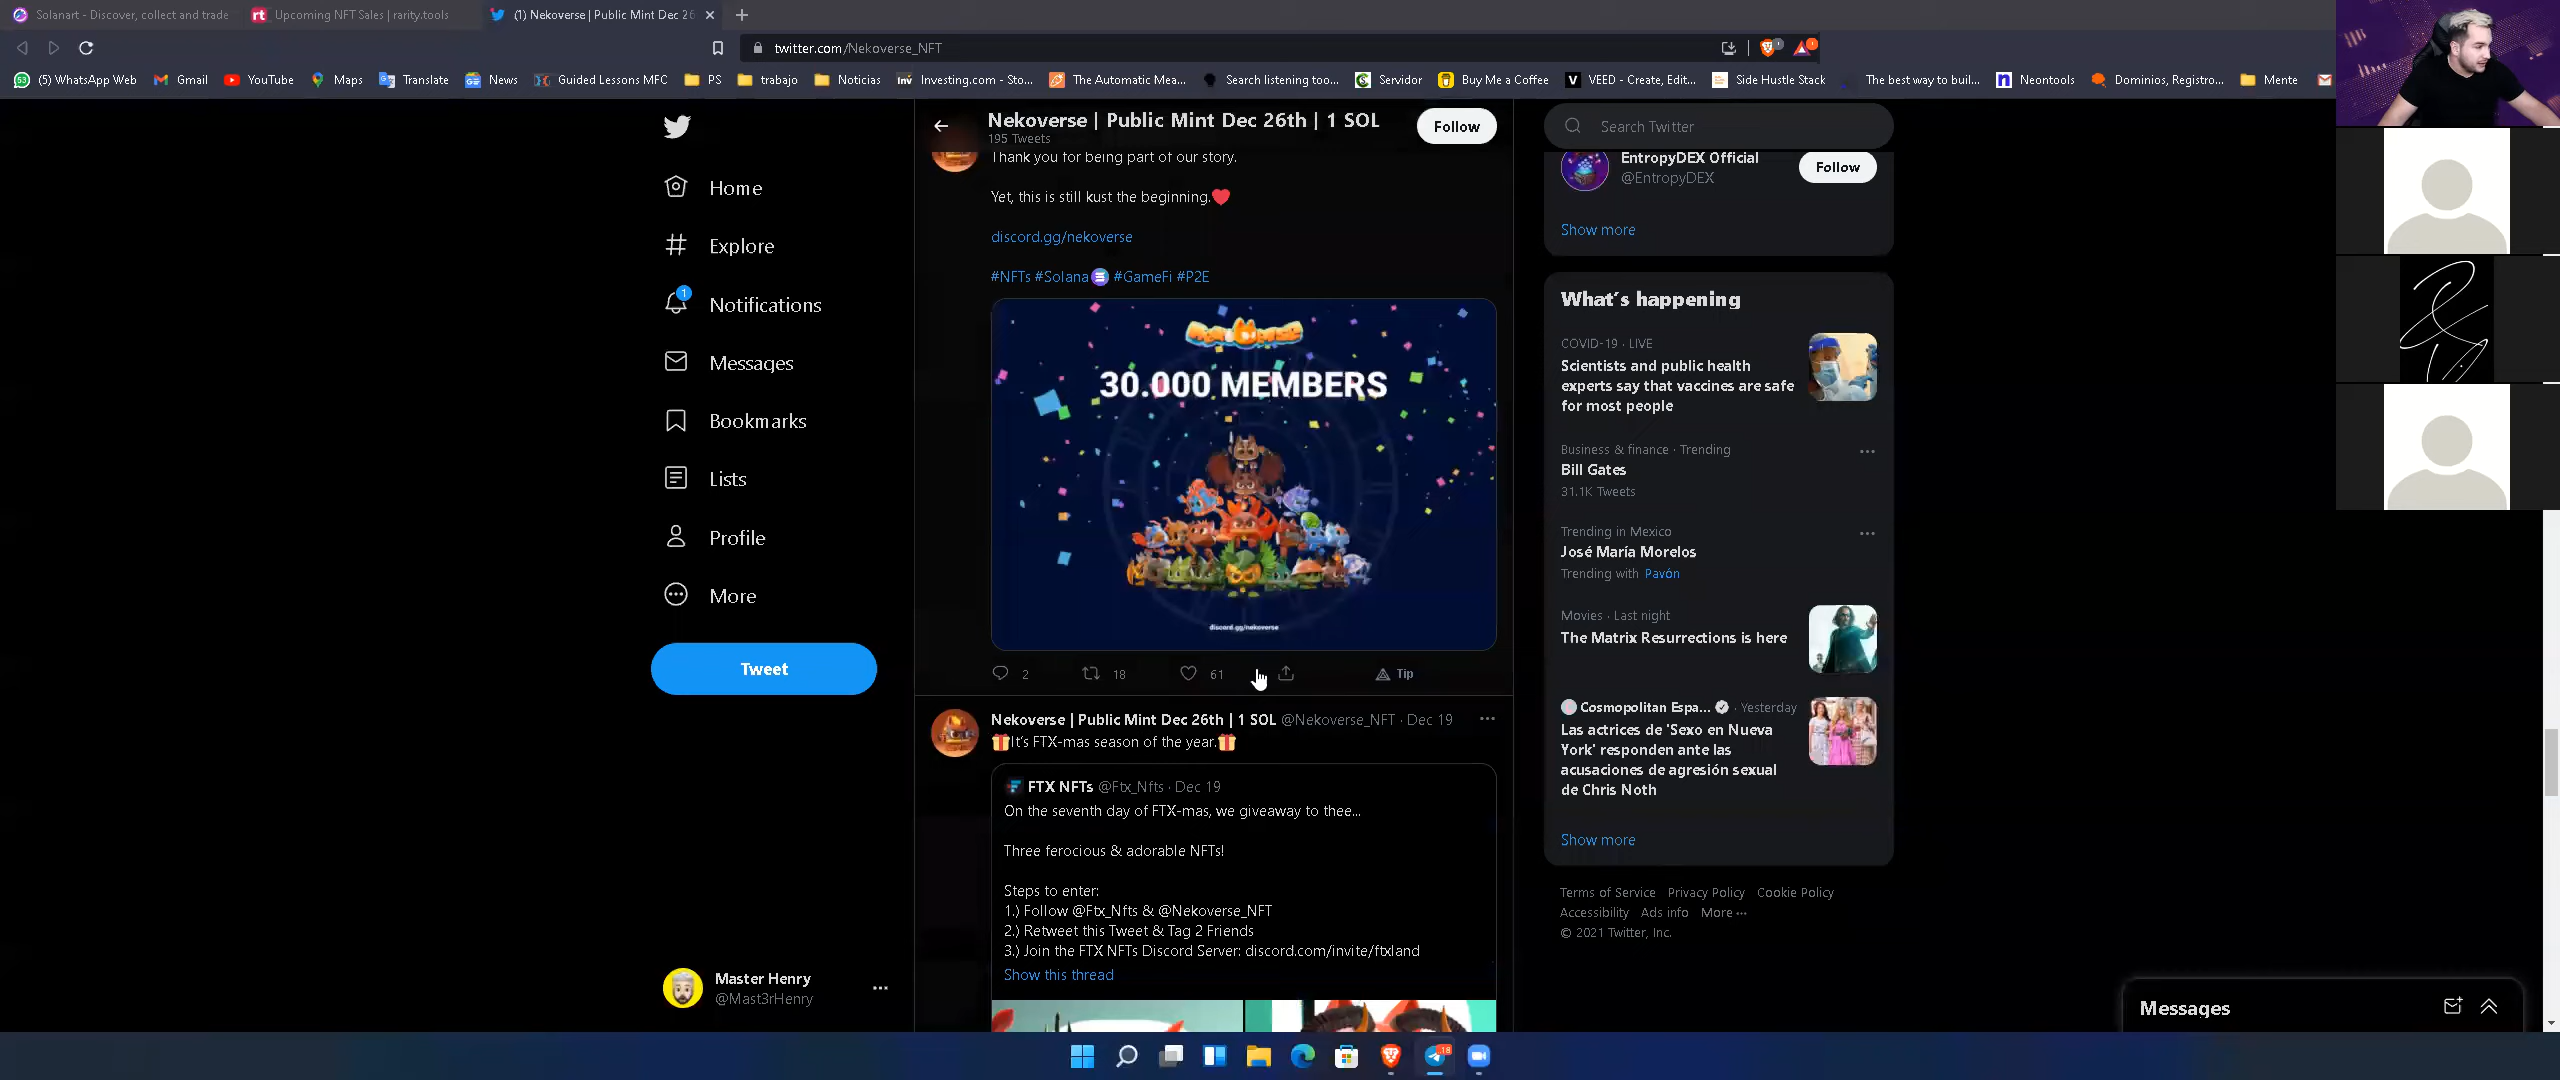 Solanart - Discover, collect and trade
rt Upcoming NFT Sales | rarity.tools
(1) Nekoverse | Public Mint Dec 26
twitter.com/Nekoverse_NFT
(5) WhatsApp Web
Gmail
YouTube
Maps
Translate
News
Guided Lessons MFC
PS
trabajo
Noticias
Investing.com - Sto...
The Automatic Mea...
Search listening too...
Servidor
Buy Me a Coffee
VEED - Create, Edit...
Side Hustle Stack
The best way to buil...
Neontools
Dominios, Registro...
Mente
Home
Explore
1
Notifications
Messages
Bookmarks
Lists
Profile
More
Tweet
Master Henry
@Mast3rHenry
Nekoverse | Public Mint Dec 26th | 1 SOL
195 Tweets
Follow
Thank you for being part of our story.
Yet, this is still kust the beginning.
discord.gg/nekoverse
#NFTs #Solana #GameFi #P2E
30.000 MEMBERS
discord.gg/nekoverse
2 18 61 Tip
Nekoverse | Public Mint Dec 26th | 1 SOL @Nekoverse_NFT · Dec 19
It's FTX-mas season of the year.
FTX NFTs @Ftx_Nfts · Dec 19
On the seventh day of FTX-mas, we giveaway to thee...
Three ferocious & adorable NFTs!
Steps to enter:
1.) Follow @Ftx_Nfts & @Nekoverse_NFT
2.) Retweet this Tweet & Tag 2 Friends
3.) Join the FTX NFTs Discord Server: discord.com/invite/ftxland
Show this thread
Search Twitter
EntropyDEX Official
@EntropyDEX
Follow
Show more
What's happening
COVID-19 · LIVE
Scientists and public health
experts say that vaccines are safe
for most people
Business & finance · Trending
Bill Gates
31.1K Tweets
Trending in Mexico
José María Morelos
Trending with Pavón
Movies · Last night
The Matrix Resurrections is here
Cosmopolitan Espa... · Yesterday
Las actrices de 'Sexo en Nueva
York' responden ante las
acusaciones de agresión sexual
de Chris Noth
Show more
Terms of Service Privacy Policy Cookie Policy
Accessibility Ads info More ···
© 2021 Twitter, Inc.
Messages
18